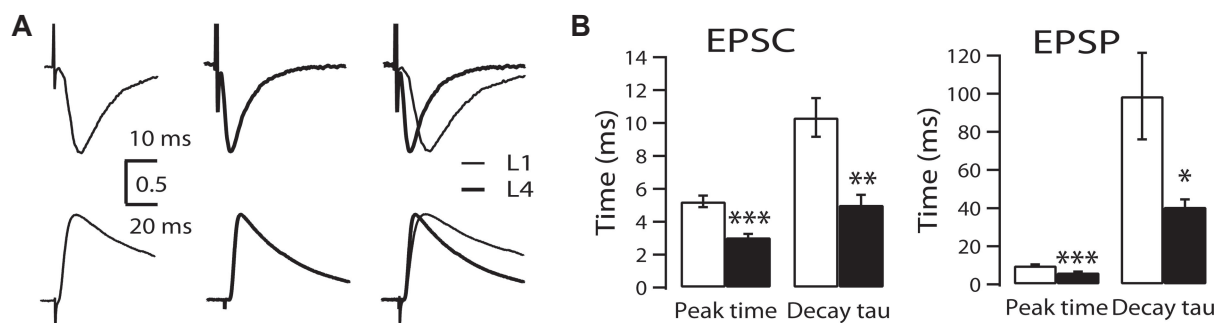 A
10 ms
0.5
20 ms
L1
L4
B
EPSC
Time (ms)
14
12
10
8
6
4
2
0
***
**
Peak time Decay tau
EPSP
Time (ms)
120
100
80
60
40
20
0
***
*
Peak time Decay tau